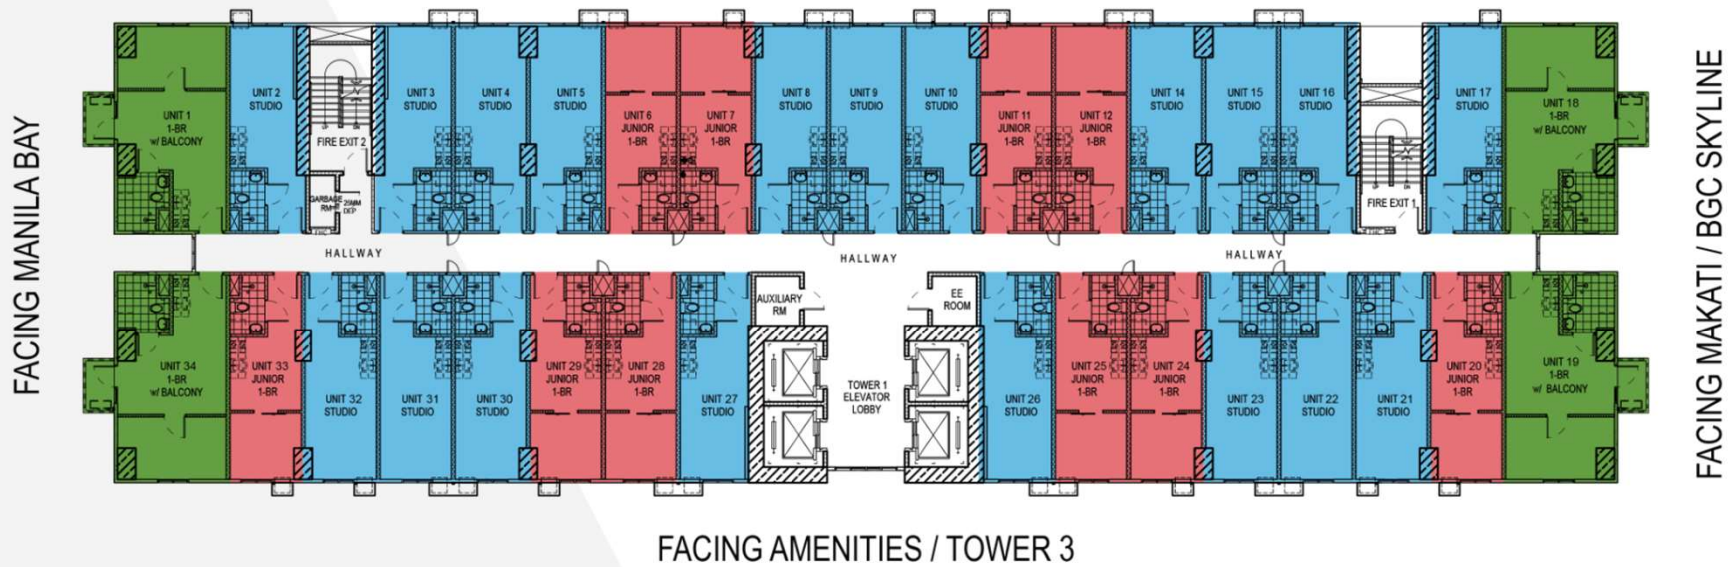 FACING MANILA BAY
UNIT 1
1-BR
w/ BALCONY
UNIT 2
STUDIO
FIRE EXIT 2
UP
DN
GARBAGE
RM
25MM
DEP
UNIT 3
STUDIO
UNIT 4
STUDIO
UNIT 5
STUDIO
UNIT 6
JUNIOR
1-BR
UNIT 7
JUNIOR
1-BR
UNIT 8
STUDIO
UNIT 9
STUDIO
UNIT 10
STUDIO
UNIT 11
JUNIOR
1-BR
UNIT 12
JUNIOR
1-BR
UNIT 14
STUDIO
UNIT 15
STUDIO
UNIT 16
STUDIO
UP
DN
FIRE EXIT 1
UNIT 17
STUDIO
UNIT 18
1-BR
w/ BALCONY
HALLWAY
HALLWAY
HALLWAY
UNIT 34
1-BR
w/ BALCONY
UNIT 33
JUNIOR
1-BR
UNIT 32
STUDIO
UNIT 31
STUDIO
UNIT 30
STUDIO
UNIT 29
JUNIOR
1-BR
UNIT 28
JUNIOR
1-BR
UNIT 27
STUDIO
AUXILIARY
RM
TOWER 1
ELEVATOR
LOBBY
EE
ROOM
UNIT 26
STUDIO
UNIT 25
JUNIOR
1-BR
UNIT 24
JUNIOR
1-BR
UNIT 23
STUDIO
UNIT 22
STUDIO
UNIT 21
STUDIO
UNIT 20
JUNIOR
1-BR
UNIT 19
1-BR
w/ BALCONY
FACING MAKATI / BGC SKYLINE
FACING AMENITIES / TOWER 3